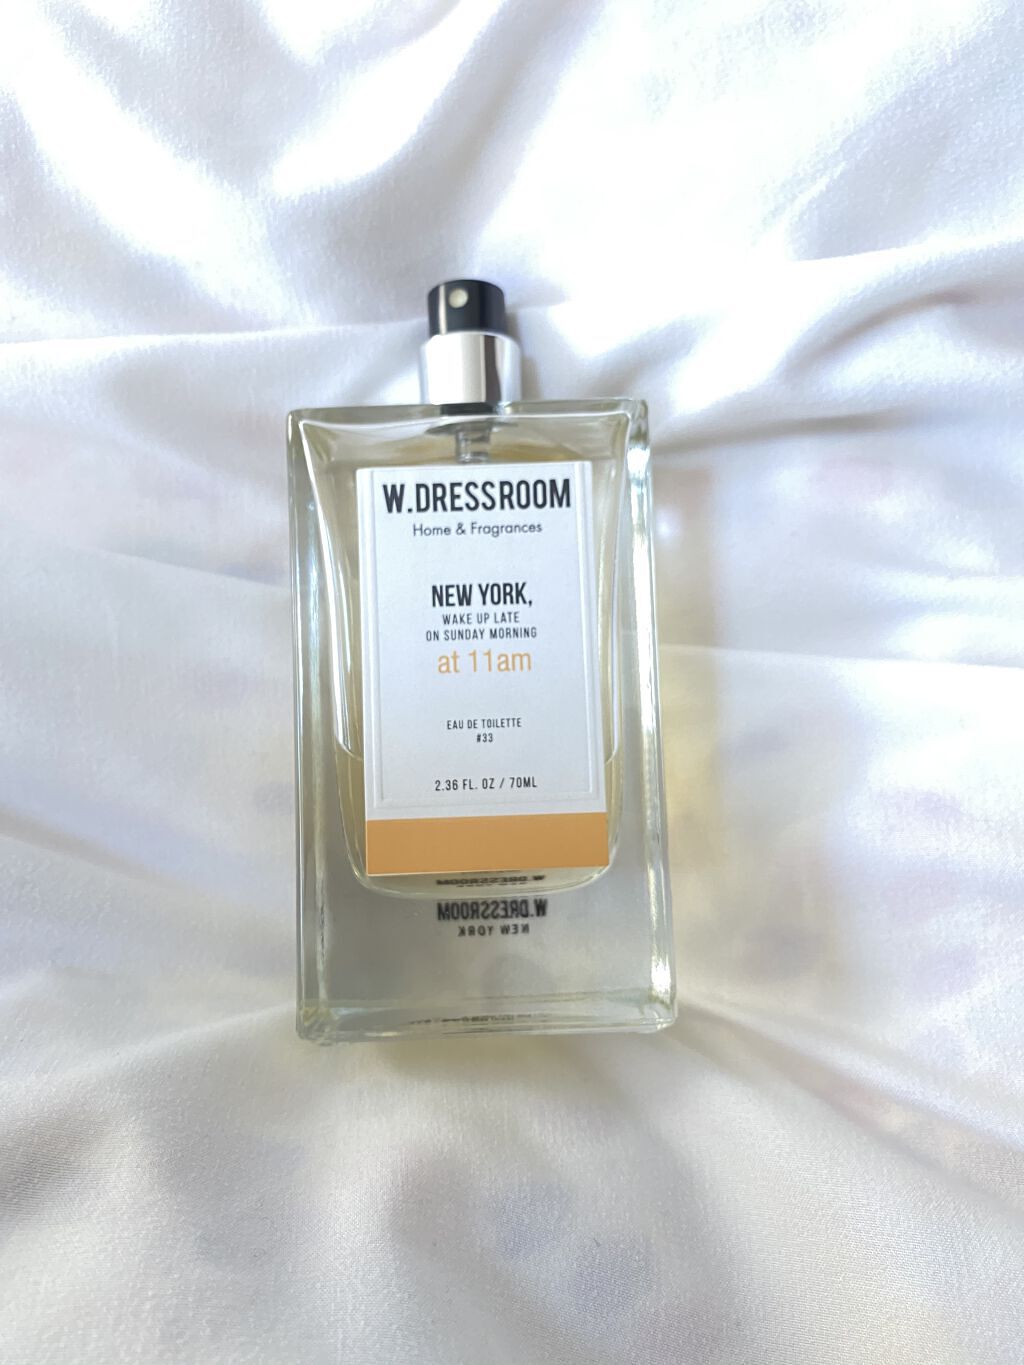 W.DRESSROOM
Home & Fragrances
NEW YORK,
WAKE UP LATE
ON SUNDAY MORNING
at 11am
EAU DE TOILETTE
#33
2.36 FL. OZ / 70ML
W.DRESSROOM
W.DRESSROOM
NEW YORK